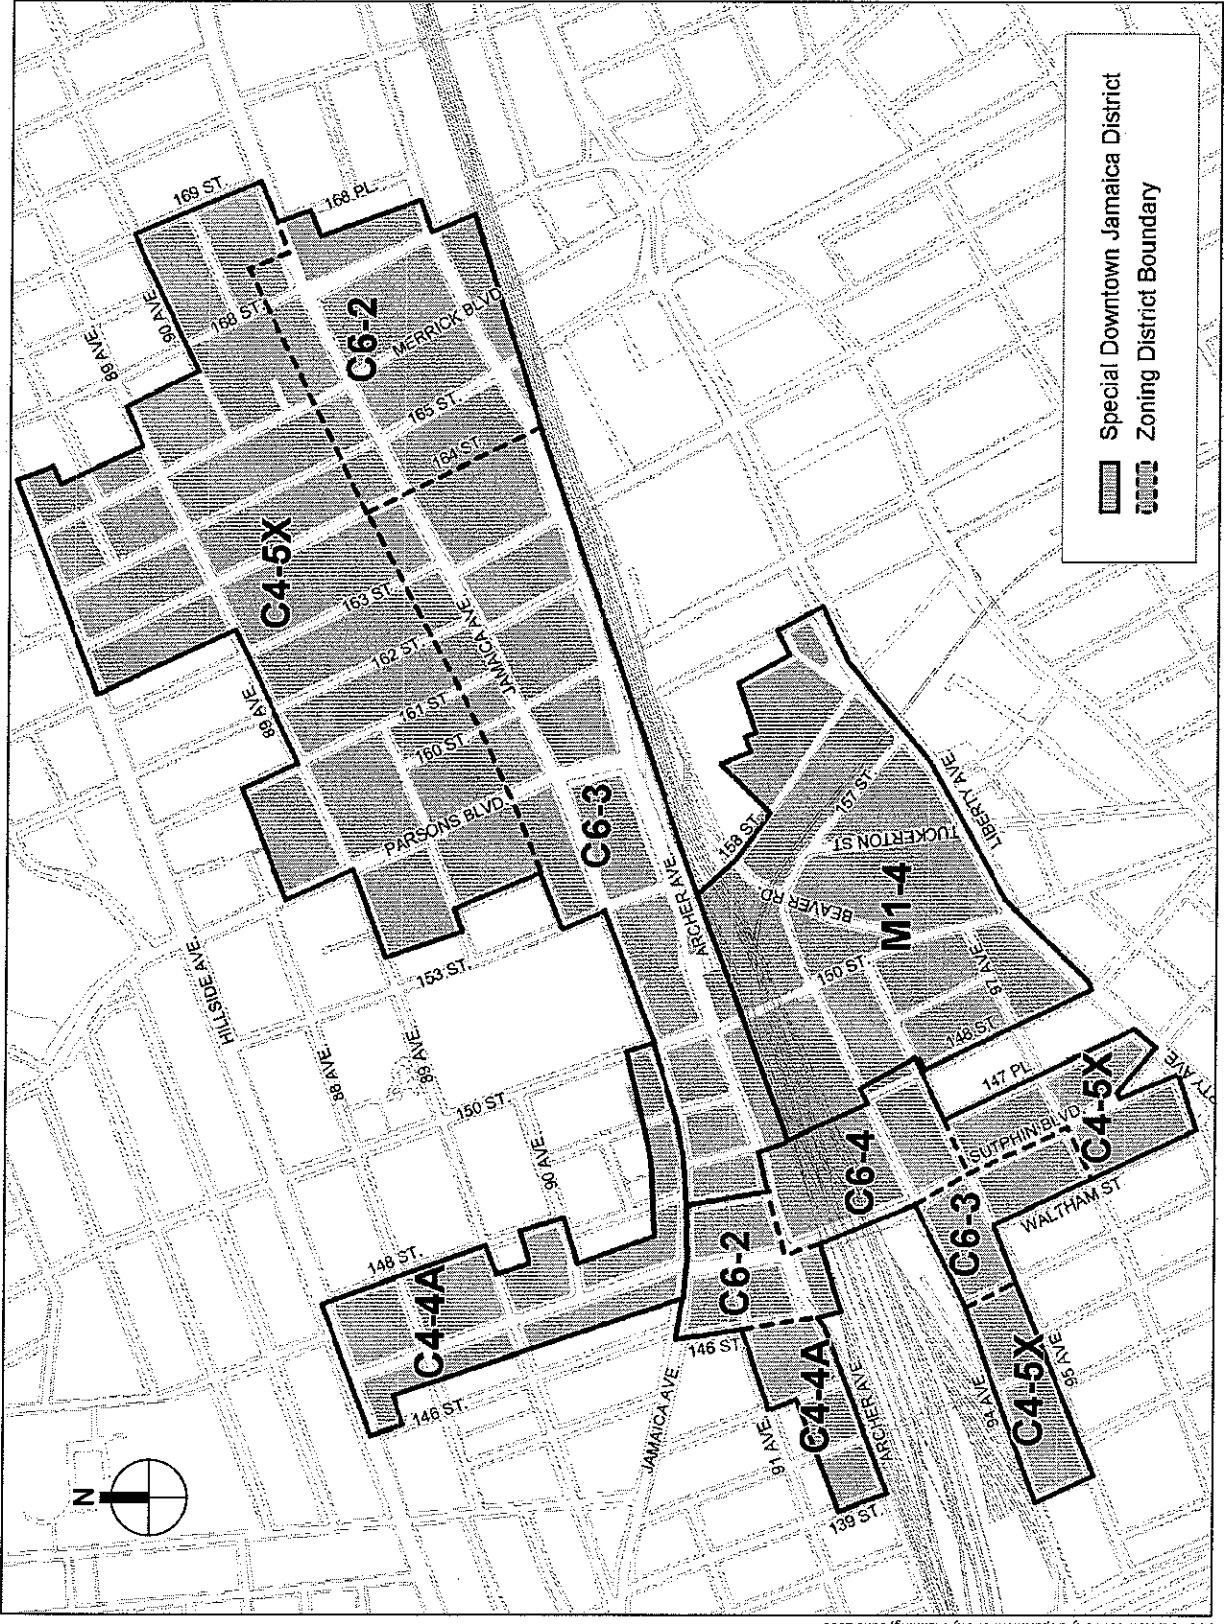 N
HILLSIDE AVE
88 AVE.
89 AVE.
89 AVE
89 AVE
90 AVE
90 AVE.
169 ST.
168 PL.
168 ST.
C4-5X
C6-2
MERRICK BLVD
165 ST.
164 ST.
163 ST.
162 ST.
161 ST.
160 ST.
PARSONS BLVD.
JAMAICA AVE
C6-3
153 ST.
150 ST.
148 ST.
C4-4A
146 ST.
ARCHER AVE
158 ST.
157 ST.
TUCKERTON ST.
BEAVER RD
M1-4
LIBERTY AVE
150 ST
97 AVE
148 ST.
147 PL.
C6-4
C6-2
146 ST.
JAMAICA AVE
91 AVE.
C4-4A
ARCHER AVE
139 ST.
SUTPHIN BLVD
C4-5X
WALTHAM ST
C6-3
94 AVE
C4-5X
95 AVE
Special Downtown Jamaica District
Zoning District Boundary